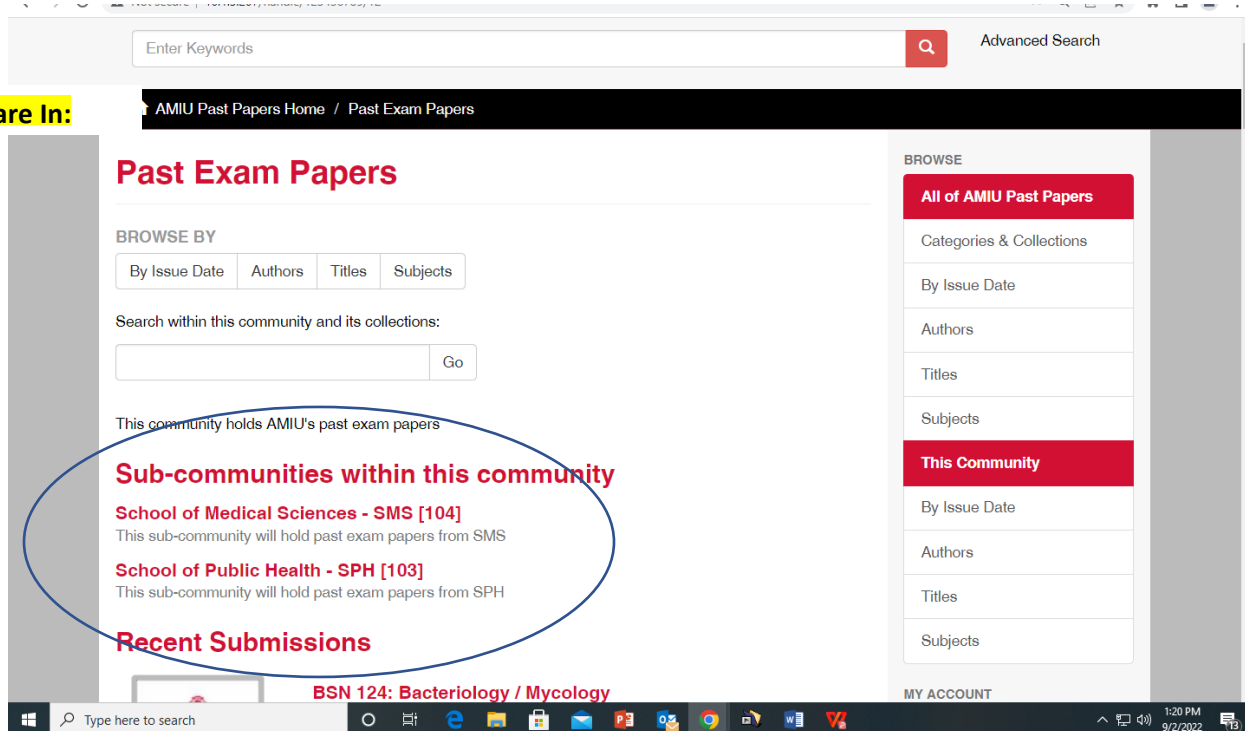 Enter Keywords
Advanced Search
are In:
AMIU Past Papers Home / Past Exam Papers
Past Exam Papers
BROWSE BY
By Issue Date Authors Titles Subjects
Search within this community and its collections:
Go
This community holds AMIU's past exam papers
Sub-communities within this community
School of Medical Sciences - SMS [104]
This sub-community will hold past exam papers from SMS
School of Public Health - SPH [103]
This sub-community will hold past exam papers from SPH
Recent Submissions
BSN 124: Bacteriology / Mycology
BROWSE
All of AMIU Past Papers
Categories & Collections
By Issue Date
Authors
Titles
Subjects
This Community
By Issue Date
Authors
Titles
Subjects
MY ACCOUNT
Type here to search
1:20 PM
9/2/2022